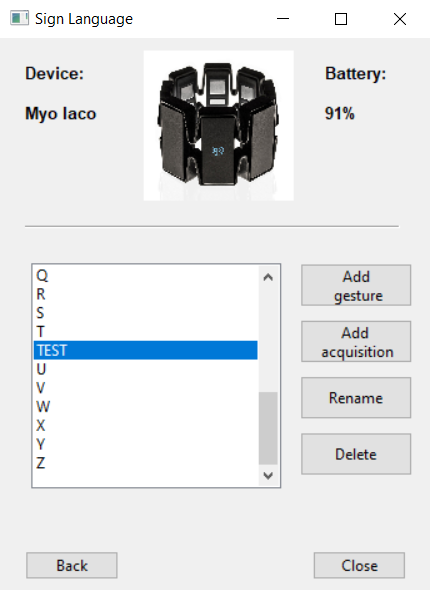 Sign Language
Device:
Battery:
Myo Iaco
91%
Q
R
S
T
TEST
U
V
W
X
Y
Z
Add
gesture
Add
acquisition
Rename
Delete
Back
Close